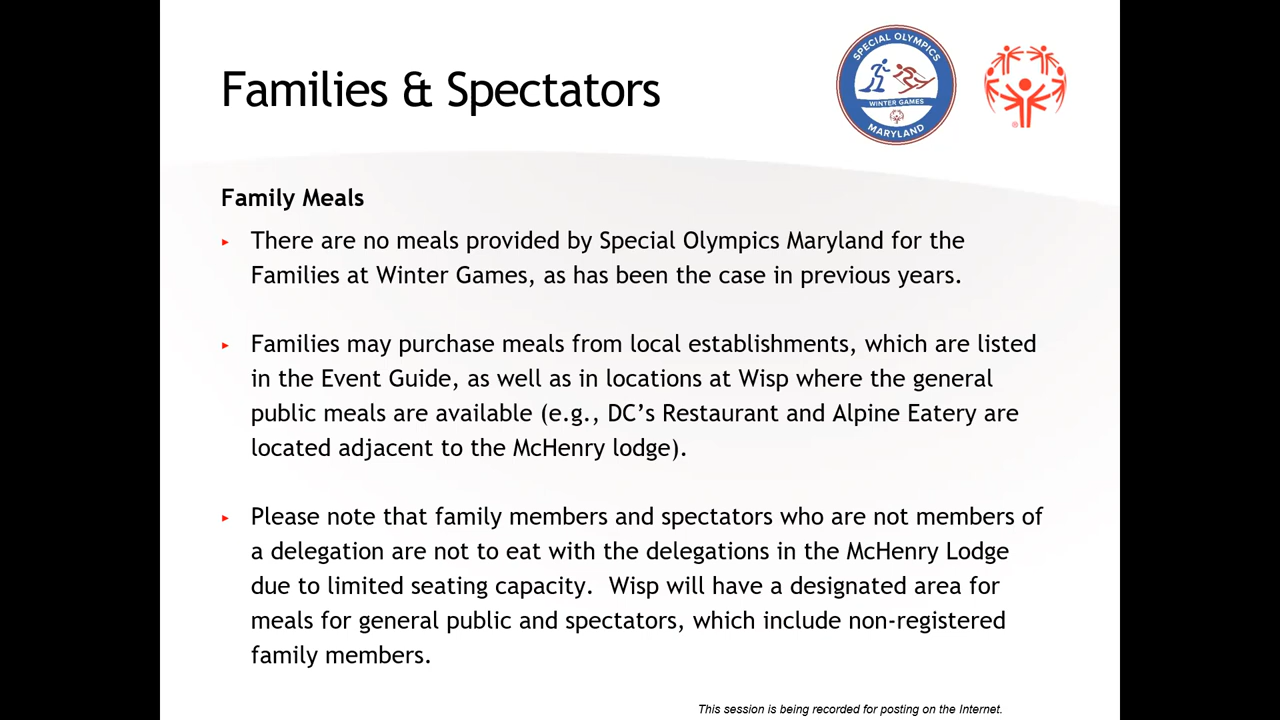 Families & Spectators
SPECIAL OLYMPICS
WINTER GAMES
MARYLAND
®
Family Meals
▸ There are no meals provided by Special Olympics Maryland for the
Families at Winter Games, as has been the case in previous years.
▸ Families may purchase meals from local establishments, which are listed
in the Event Guide, as well as in locations at Wisp where the general
public meals are available (e.g., DC’s Restaurant and Alpine Eatery are
located adjacent to the McHenry lodge).
▸ Please note that family members and spectators who are not members of
a delegation are not to eat with the delegations in the McHenry Lodge
due to limited seating capacity.  Wisp will have a designated area for
meals for general public and spectators, which include non-registered
family members.
This session is being recorded for posting on the Internet.